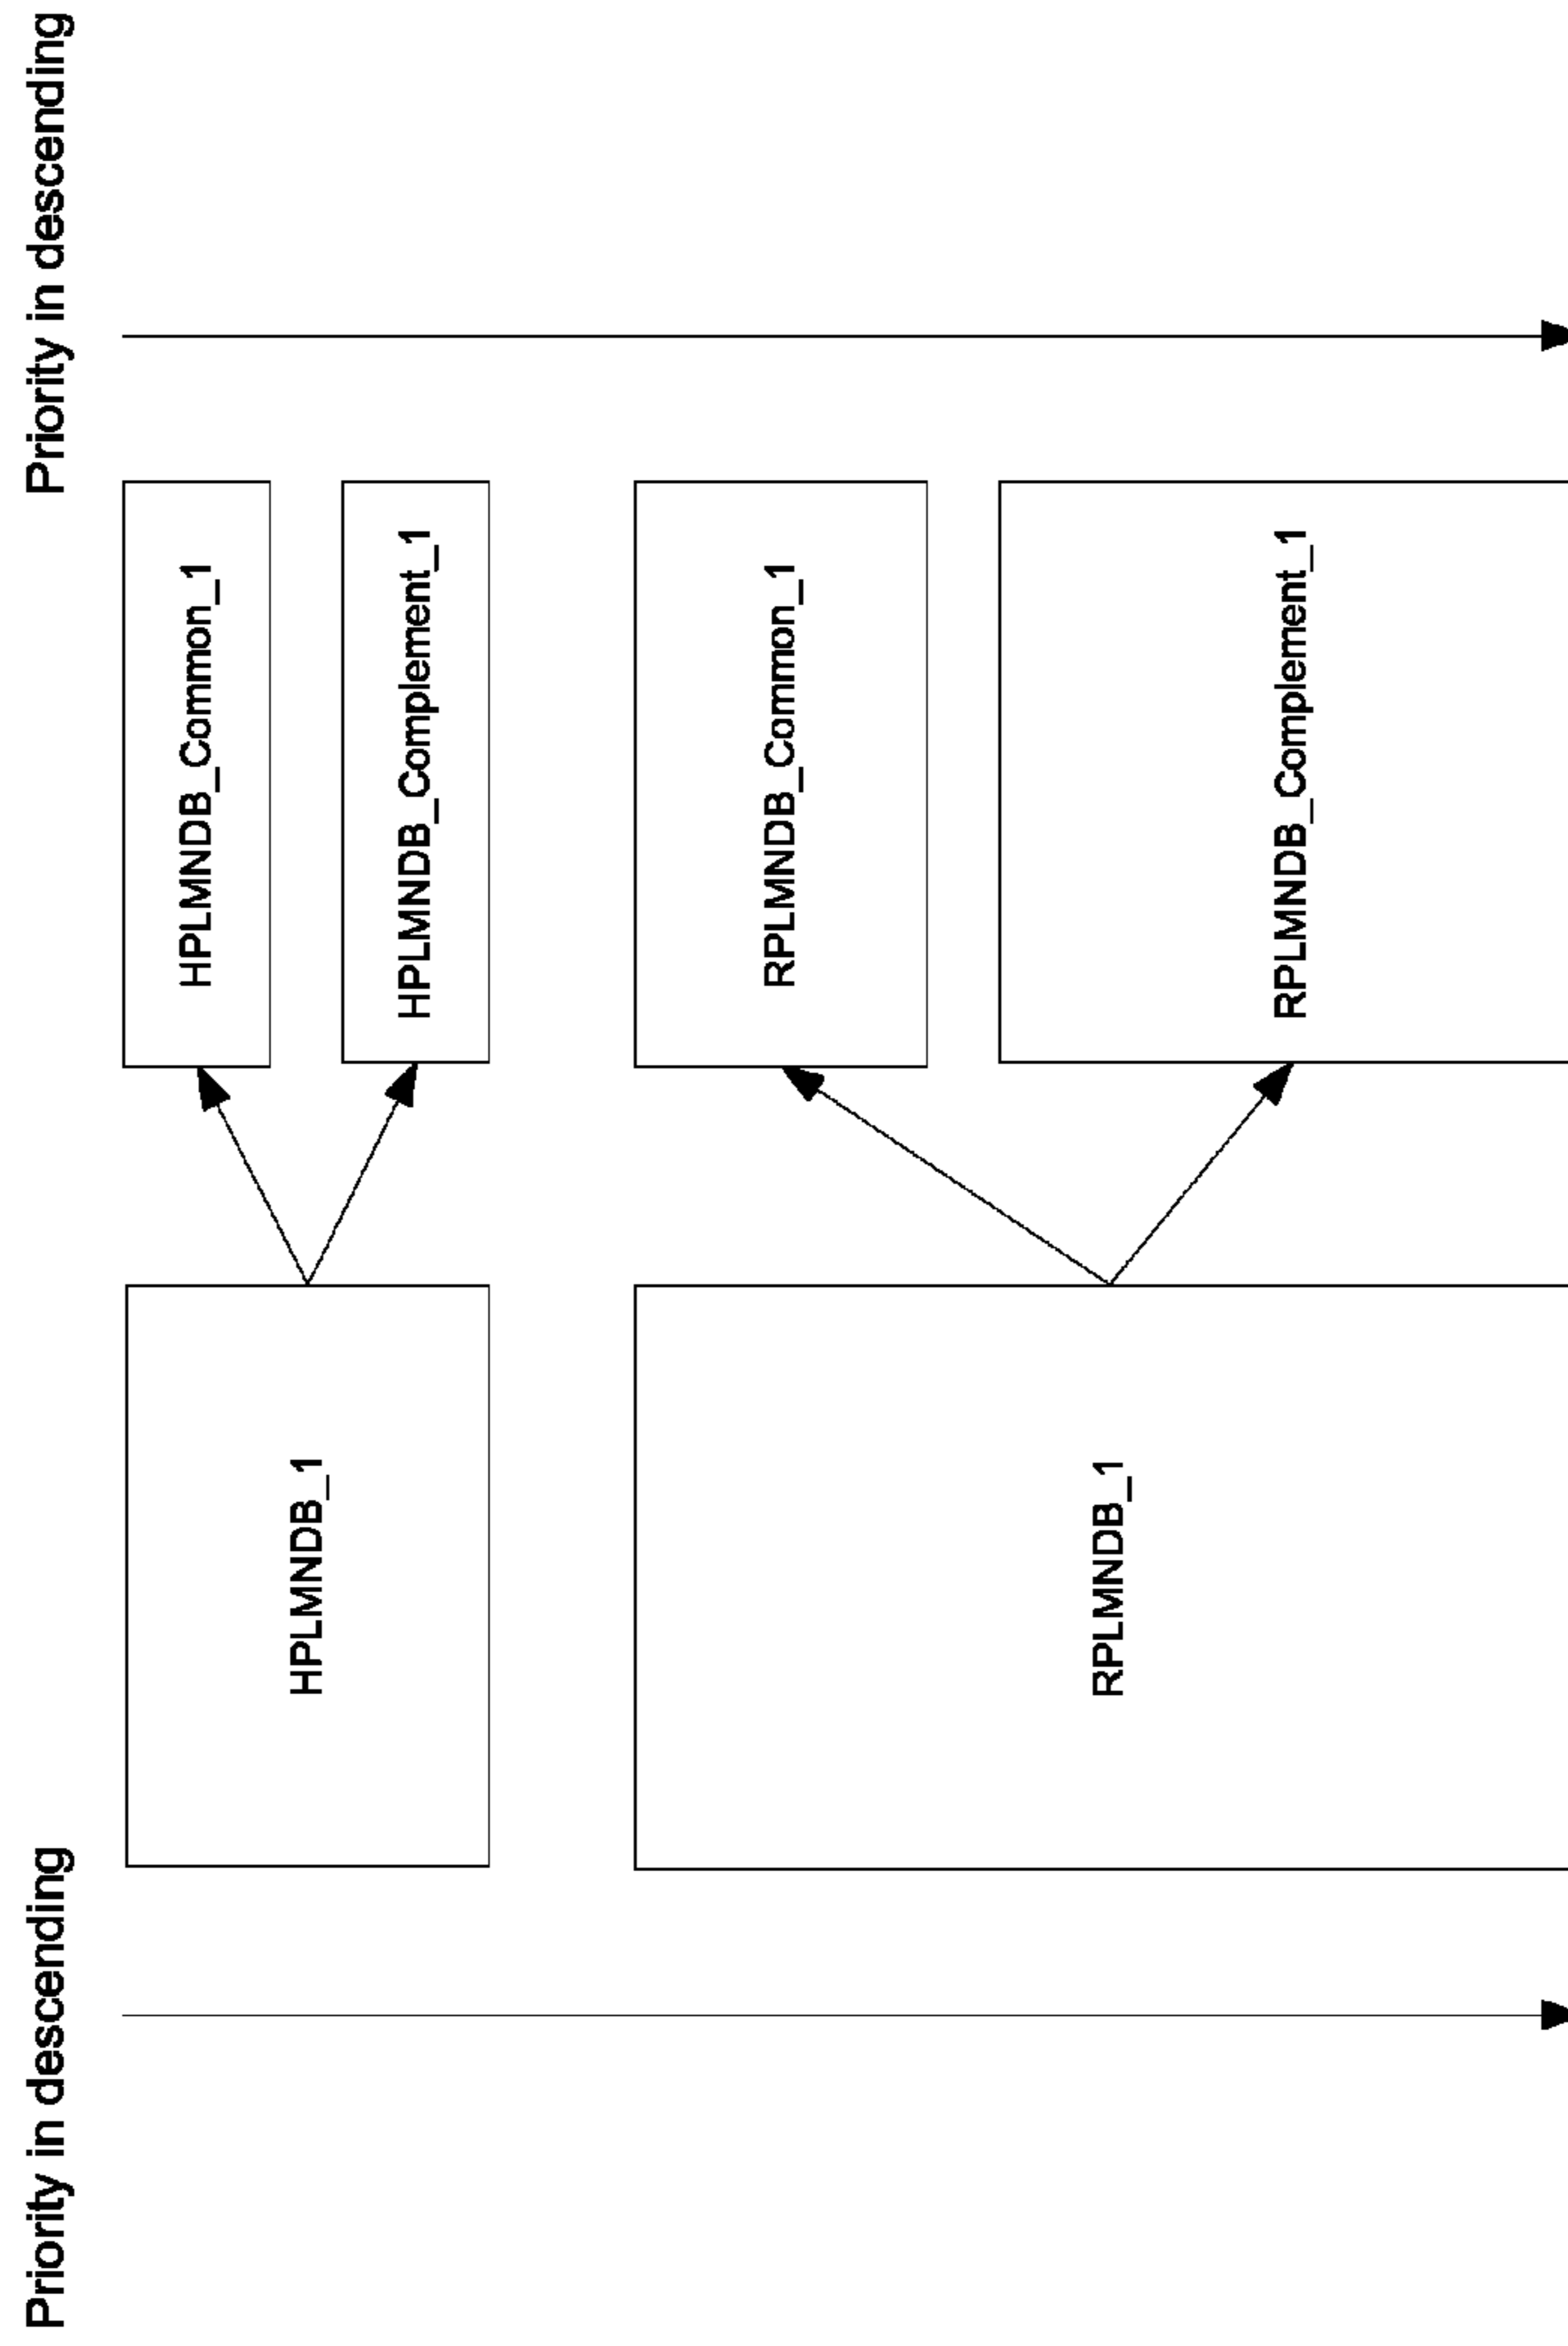 Priority in descending
Priority in descending
HPLMNDB_1
HPLMNDB_Common_1
HPLMNDB_Complement_1
RPLMNDB_1
RPLMNDB_Common_1
RPLMNDB_Complement_1